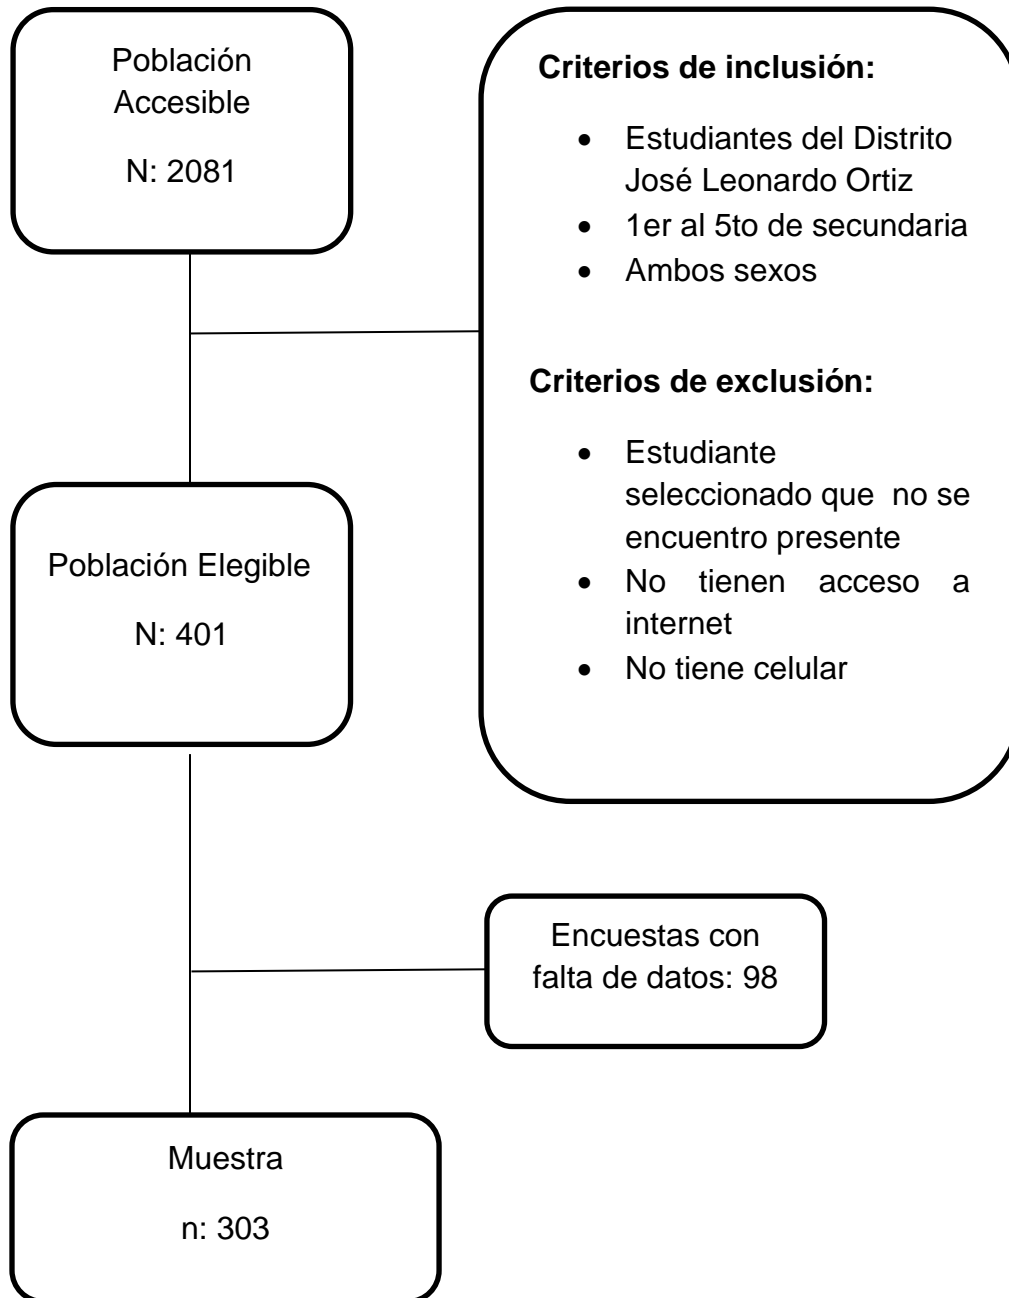 Población
Accesible
N: 2081
Criterios de inclusión:
• Estudiantes del Distrito
José Leonardo Ortiz
• 1er al 5to de secundaria
• Ambos sexos
Criterios de exclusión:
• Estudiante
seleccionado que  no se
encuentro presente
• No tienen acceso a
internet
• No tiene celular
Población Elegible
N: 401
Encuestas con
falta de datos: 98
Muestra
n: 303